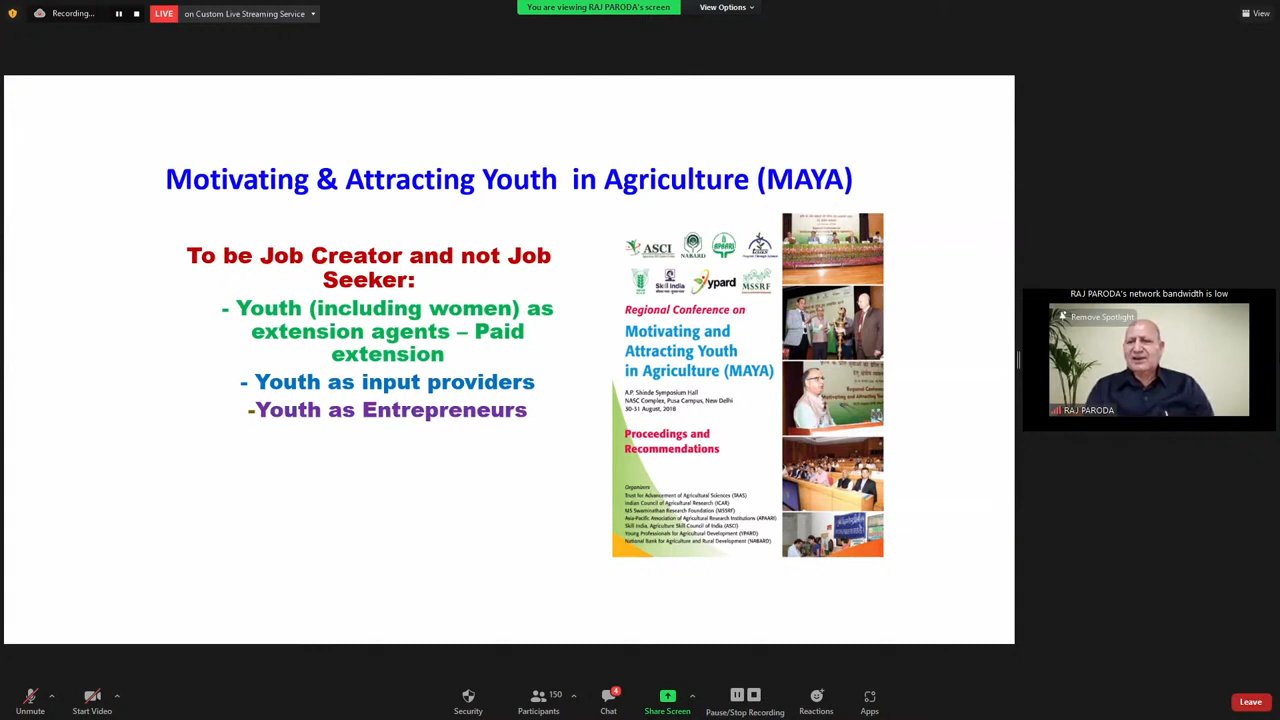 Recording...
LIVE
on Custom Live Streaming Service
You are viewing RAJ PARODA's screen
View Options
View
Motivating & Attracting Youth in Agriculture (MAYA)
To be Job Creator and not Job
Seeker:
- Youth (including women) as
extension agents – Paid
extension
- Youth as input providers
-Youth as Entrepreneurs
ASCI
NABARD
APAARI
Skill India
ypard
MSSRF
Regional Conference on
Motivating and
Attracting Youth
in Agriculture (MAYA)
A.P. Shinde Symposium Hall
NASC Complex, Pusa Campus, New Delhi
30-31 August, 2018
Proceedings and
Recommendations
Organizers
Trust for Advancement of Agricultural Sciences (TAAS)
Indian Council of Agricultural Research (ICAR)
MS Swaminathan Research Foundation (MSSRF)
Asia-Pacific Association of Agricultural Research Institutions (APAARI)
Skill India, Agriculture Skill Council of India (ASCI)
Young Professionals for Agricultural Development (YPARD)
National Bank for Agriculture and Rural Development (NABARD)
RAJ PARODA's network bandwidth is low
Remove Spotlight
RAJ PARODA
Unmute
Start Video
Security
Participants
150
Chat
4
Share Screen
Pause/Stop Recording
Reactions
Apps
Leave